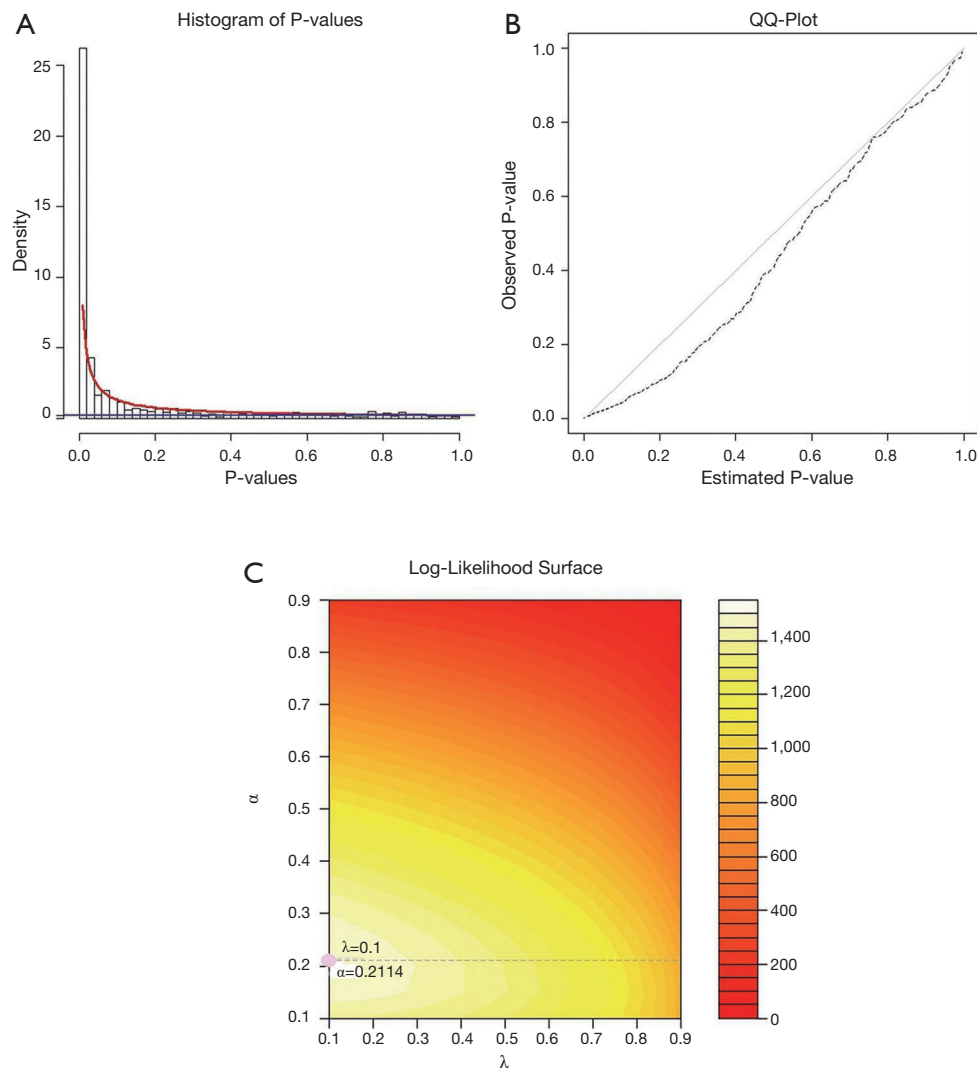 A
Histogram of P-values
25
20
15
10
5
0
Density
0.0 0.2 0.4 0.6 0.8 1.0
P-values
B
QQ-Plot
1.0
0.8
0.6
0.4
0.2
0.0
Observed P-value
0.0 0.2 0.4 0.6 0.8 1.0
Estimated P-value
C
Log-Likelihood Surface
0.9
0.8
0.7
0.6
0.5
0.4
0.3
0.2
0.1
α
λ=0.1
α=0.2114
0.1 0.2 0.3 0.4 0.5 0.6 0.7 0.8 0.9
λ
1,400
1,200
1,000
800
600
400
200
0